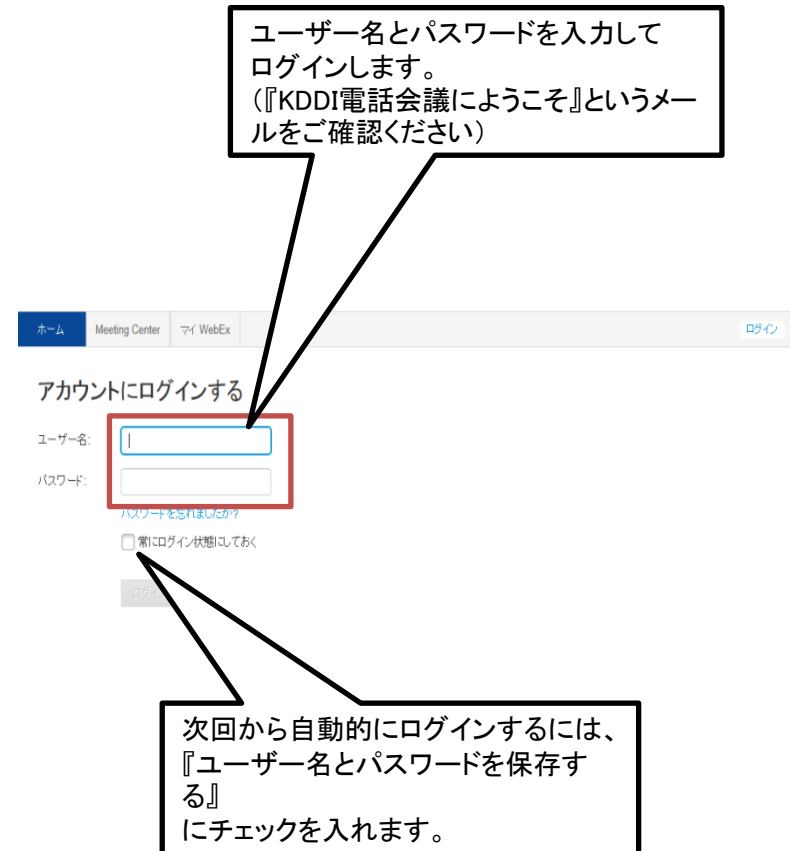 ユーザー名とパスワードを入力して
ログインします。
(『KDDI電話会議にようこそ』というメー
ルをご確認ください)
ホーム Meeting Center マイ WebEx ログイン
アカウントにログインする
ユーザー名:
パスワード:
パスワードを忘れましたか?
常にログイン状態にしておく
次回から自動的にログインするには、
『ユーザー名とパスワードを保存す
る』
にチェックを入れます。